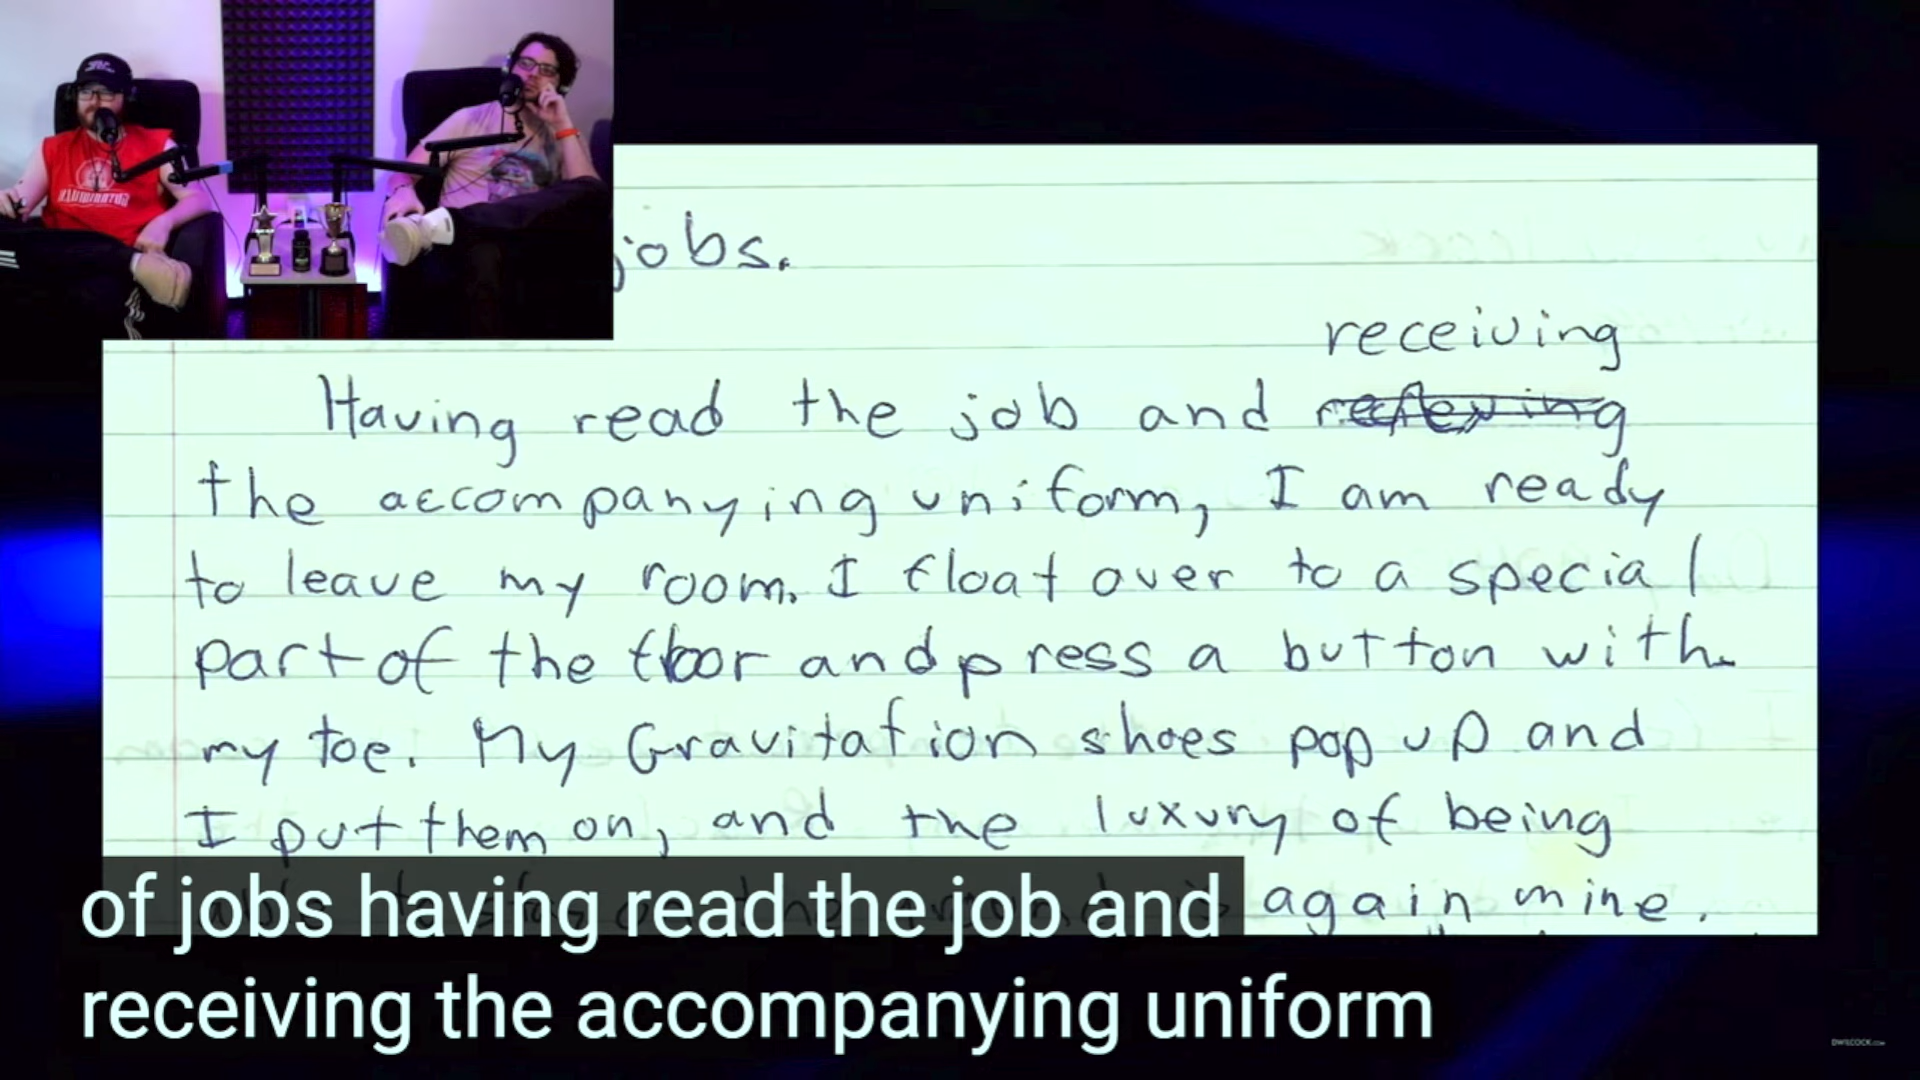 ILLUMINATOR
jobs.
receiving
Having read the job and
the accompanying uniform, I am ready
to leave my room. I float over to a special
part of the floor and press a button with
my toe. My Gravitation shoes pop up and
I put them on, and the luxury of being
again mine.
of jobs having read the job and
receiving the accompanying uniform
DWILCOCK.COM